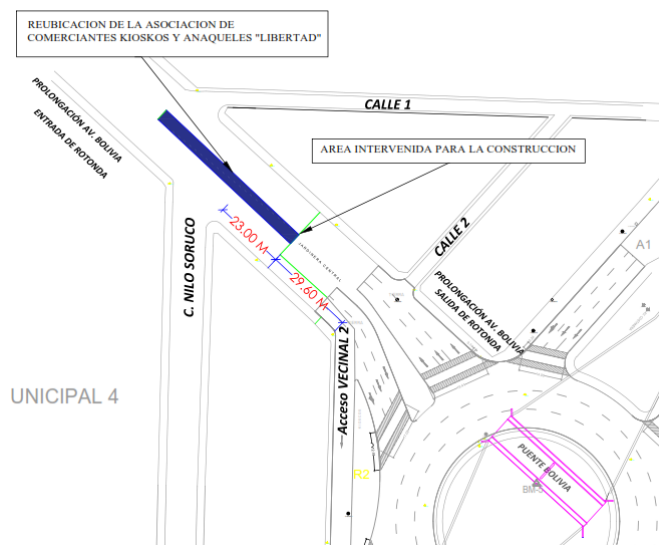 REUBICACION DE LA ASOCIACION DE
COMERCIANTES KIOSKOS Y ANAQUELES "LIBERTAD"
PROLONGACIÓN AV. BOLIVIA
ENTRADA DE ROTONDA
CALLE 1
AREA INTERVENIDA PARA LA CONSTRUCCION
CALLE 2
A1
C. NILO SORUCO
23.00 M
JARDINERA CENTRAL
29.60 M
PROLONGACIÓN AV. BOLIVIA
SALIDA DE ROTONDA
Acceso VECINAL 2
UNICIPAL 4
R2
PUENTE BOLIVIA